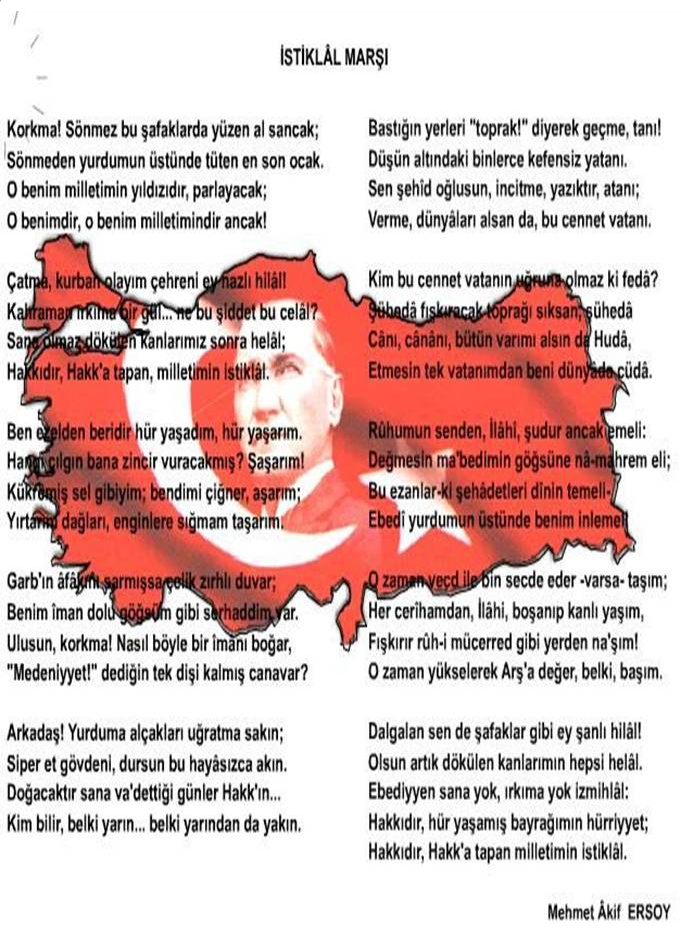 İSTİKLÂL MARŞI
Korkma! Sönmez bu şafaklarda yüzen al sancak;
Sönmeden yurdumun üstünde tüten en son ocak.
O benim milletimin yıldızıdır, parlayacak;
O benimdir, o benim milletimindir ancak!
Çatma, kurban olayım çehreni ey nazlı hilâl!
Kahraman ırkıma bir gül... ne bu şiddet bu celâl?
Sana olmaz dökülen kanlarımız sonra helâl;
Hakkıdır, Hakk'a tapan, milletimin istiklâl.
Ben ezelden beridir hür yaşadım, hür yaşarım.
Hangi çılgın bana zincir vuracakmış? Şaşarım!
Kükremiş sel gibiyim; bendimi çiğner, aşarım;
Yırtarım dağları, enginlere sığmam taşarım.
Garb'ın âfâkını sarmışsa çelik zırhlı duvar;
Benim îman dolu göğsüm gibi serhaddim var.
Ulusun, korkma! Nasıl böyle bir îmânı boğar,
"Medeniyyet!" dediğin tek dişi kalmış canavar?
Arkadaş! Yurduma alçakları uğratma sakın;
Siper et gövdeni, dursun bu hayâsızca akın.
Doğacaktır sana va'dettiği günler Hakk'ın...
Kim bilir, belki yarın... belki yarından da yakın.
Bastığın yerleri "toprak!" diyerek geçme, tanı!
Düşün altındaki binlerce kefensiz yatanı.
Sen şehîd oğlusun, incitme, yazıktır, atanı;
Verme, dünyâları alsan da, bu cennet vatanı.
Kim bu cennet vatanın uğruna olmaz ki fedâ?
Şühedâ fışkıracak toprağı sıksan, şühedâ
Cânı, cânânı, bütün varımı alsın da Hudâ,
Etmesin tek vatanımdan beni dünyâda cüdâ.
Rûhumun senden, İlâhi, şudur ancak emeli:
Değmesin ma'bedimin göğsüne nâ-mahrem eli;
Bu ezanlar-ki şehâdetleri dînin temeli-
Ebedî yurdumun üstünde benim inlemeli
O zaman vecd ile bin secde eder -varsa- taşım;
Her cerîhamdan, İlâhi, boşanıp kanlı yaşım,
Fışkırır rûh-i mücerred gibi yerden na'şım!
O zaman yükselerek Arş'a değer, belki, başım.
Dalgalan sen de şafaklar gibi ey şanlı hilâl!
Olsun artık dökülen kanlarımın hepsi helâl.
Ebediyyen sana yok, ırkıma yok izmihlâl:
Hakkıdır, hür yaşamış bayrağımın hürriyyet;
Hakkıdır, Hakk'a tapan milletimin istiklâl.
Mehmet Âkif ERSOY